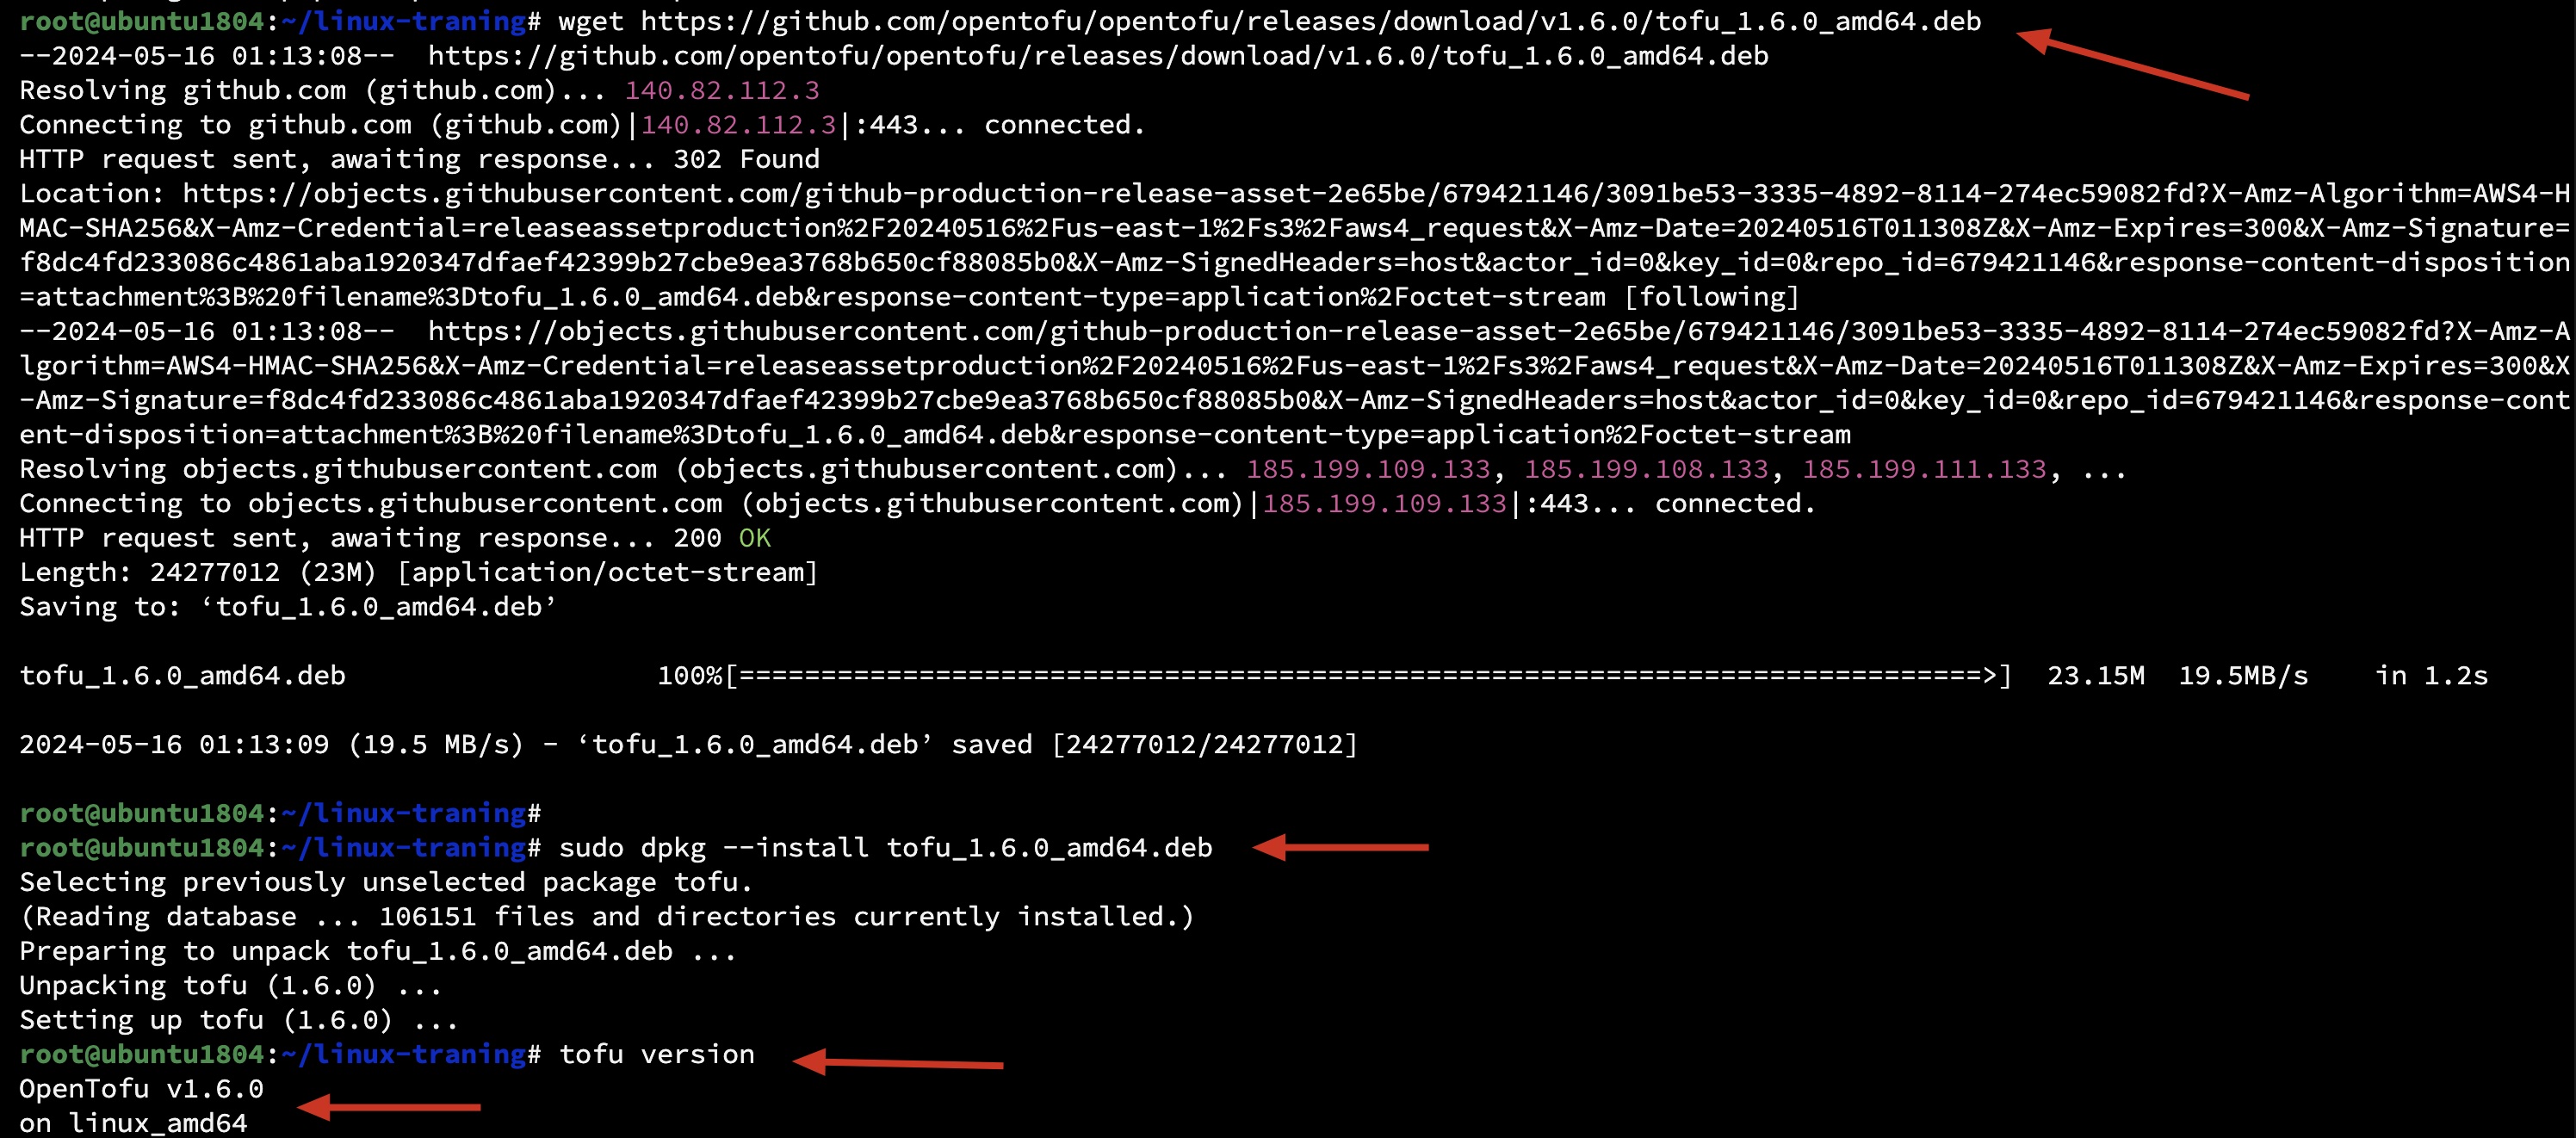 root@ubuntu1804:~/linux-traning# wget https://github.com/opentofu/opentofu/releases/download/v1.6.0/tofu_1.6.0_amd64.deb
--2024-05-16 01:13:08--  https://github.com/opentofu/opentofu/releases/download/v1.6.0/tofu_1.6.0_amd64.deb
Resolving github.com (github.com)... 140.82.112.3
Connecting to github.com (github.com)|140.82.112.3|:443... connected.
HTTP request sent, awaiting response... 302 Found
Location: https://objects.githubusercontent.com/github-production-release-asset-2e65be/679421146/3091be53-3335-4892-8114-274ec59082fd?X-Amz-Algorithm=AWS4-H
MAC-SHA256&X-Amz-Credential=releaseassetproduction%2F20240516%2Fus-east-1%2Fs3%2Faws4_request&X-Amz-Date=20240516T011308Z&X-Amz-Expires=300&X-Amz-Signature=
f8dc4fd233086c4861aba1920347dfaef42399b27cbe9ea3768b650cf88085b0&X-Amz-SignedHeaders=host&actor_id=0&key_id=0&repo_id=679421146&response-content-disposition
=attachment%3B%20filename%3Dtofu_1.6.0_amd64.deb&response-content-type=application%2Foctet-stream [following]
--2024-05-16 01:13:08--  https://objects.githubusercontent.com/github-production-release-asset-2e65be/679421146/3091be53-3335-4892-8114-274ec59082fd?X-Amz-A
lgorithm=AWS4-HMAC-SHA256&X-Amz-Credential=releaseassetproduction%2F20240516%2Fus-east-1%2Fs3%2Faws4_request&X-Amz-Date=20240516T011308Z&X-Amz-Expires=300&X
-Amz-Signature=f8dc4fd233086c4861aba1920347dfaef42399b27cbe9ea3768b650cf88085b0&X-Amz-SignedHeaders=host&actor_id=0&key_id=0&repo_id=679421146&response-cont
ent-disposition=attachment%3B%20filename%3Dtofu_1.6.0_amd64.deb&response-content-type=application%2Foctet-stream
Resolving objects.githubusercontent.com (objects.githubusercontent.com)... 185.199.109.133, 185.199.108.133, 185.199.111.133, ...
Connecting to objects.githubusercontent.com (objects.githubusercontent.com)|185.199.109.133|:443... connected.
HTTP request sent, awaiting response... 200 OK
Length: 24277012 (23M) [application/octet-stream]
Saving to: ‘tofu_1.6.0_amd64.deb’
tofu_1.6.0_amd64.deb                   100%[============================================================================>]  23.15M  19.5MB/s    in 1.2s
2024-05-16 01:13:09 (19.5 MB/s) - ‘tofu_1.6.0_amd64.deb’ saved [24277012/24277012]
root@ubuntu1804:~/linux-traning#
root@ubuntu1804:~/linux-traning# sudo dpkg --install tofu_1.6.0_amd64.deb
Selecting previously unselected package tofu.
(Reading database ... 106151 files and directories currently installed.)
Preparing to unpack tofu_1.6.0_amd64.deb ...
Unpacking tofu (1.6.0) ...
Setting up tofu (1.6.0) ...
root@ubuntu1804:~/linux-traning# tofu version
OpenTofu v1.6.0
on linux_amd64